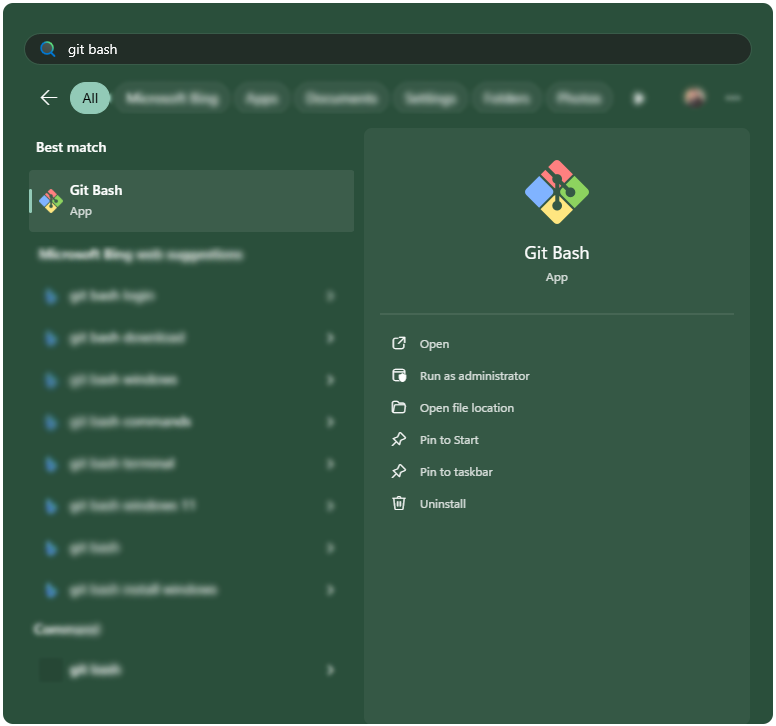 git bash
All Microsoft Bing Apps Documents Settings Folders Photos
Best match
Git Bash
App
Microsoft Bing web suggestions
git bash login
git bash download
git bash windows
git bash commands
git bash terminal
git bash windows 11
git bash
git bash install windows
Command
git bash
Git Bash
App
Open
Run as administrator
Open file location
Pin to Start
Pin to taskbar
Uninstall